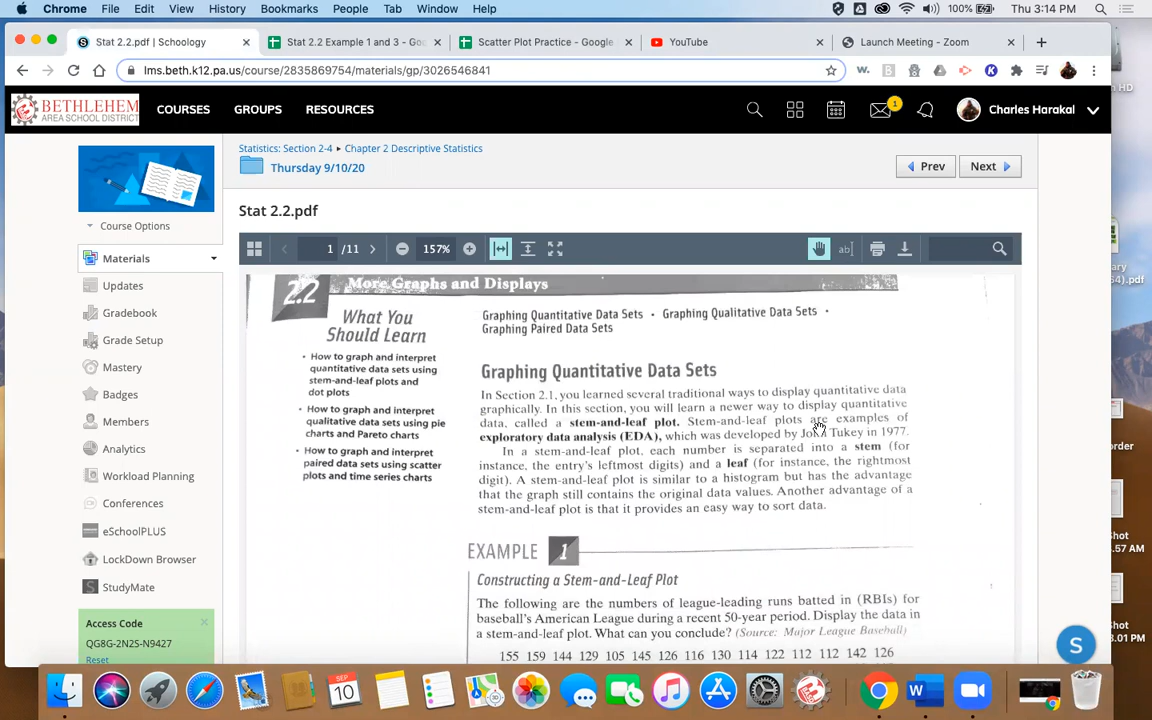 Chrome File Edit View History Bookmarks People Tab Window Help 100% Thu 3:14 PM
Stat 2.2.pdf | Schoology
Stat 2.2 Example 1 and 3 - Goo
Scatter Plot Practice - Google
YouTube
Launch Meeting - Zoom
lms.beth.k12.pa.us/course/2835869754/materials/gp/3026546841
BETHLEHEM
AREA SCHOOL DISTRICT
COURSES GROUPS RESOURCES
1
Charles Harakal
HD
Statistics: Section 2-4 ▸ Chapter 2 Descriptive Statistics
Thursday 9/10/20
Prev Next
Stat 2.2.pdf
Course Options
Materials
Updates
Gradebook
Grade Setup
Mastery
Badges
Members
Analytics
Workload Planning
Conferences
eSchoolPLUS
LockDown Browser
StudyMate
Access Code
QG8G-2N2S-N9427
Reset
1 /11 157%
2.2 More Graphs and Displays
What You
Should Learn
• How to graph and interpret
quantitative data sets using
stem-and-leaf plots and
dot plots
• How to graph and interpret
qualitative data sets using pie
charts and Pareto charts
• How to graph and interpret
paired data sets using scatter
plots and time series charts
Graphing Quantitative Data Sets • Graphing Qualitative Data Sets •
Graphing Paired Data Sets
Graphing Quantitative Data Sets
In Section 2.1, you learned several traditional ways to display quantitative data
graphically. In this section, you will learn a newer way to display quantitative
data, called a stem-and-leaf plot. Stem-and-leaf plots are examples of
exploratory data analysis (EDA), which was developed by John Tukey in 1977.
In a stem-and-leaf plot, each number is separated into a stem (for
instance, the entry's leftmost digits) and a leaf (for instance, the rightmost
digit). A stem-and-leaf plot is similar to a histogram but has the advantage
that the graph still contains the original data values. Another advantage of a
stem-and-leaf plot is that it provides an easy way to sort data.
EXAMPLE 1
Constructing a Stem-and-Leaf Plot
The following are the numbers of league-leading runs batted in (RBIs) for
baseball's American League during a recent 50-year period. Display the data in
a stem-and-leaf plot. What can you conclude? (Source: Major League Baseball)
155 159 144 129 105 145 126 116 130 114 122 112 112 142 126
S
SEP
10